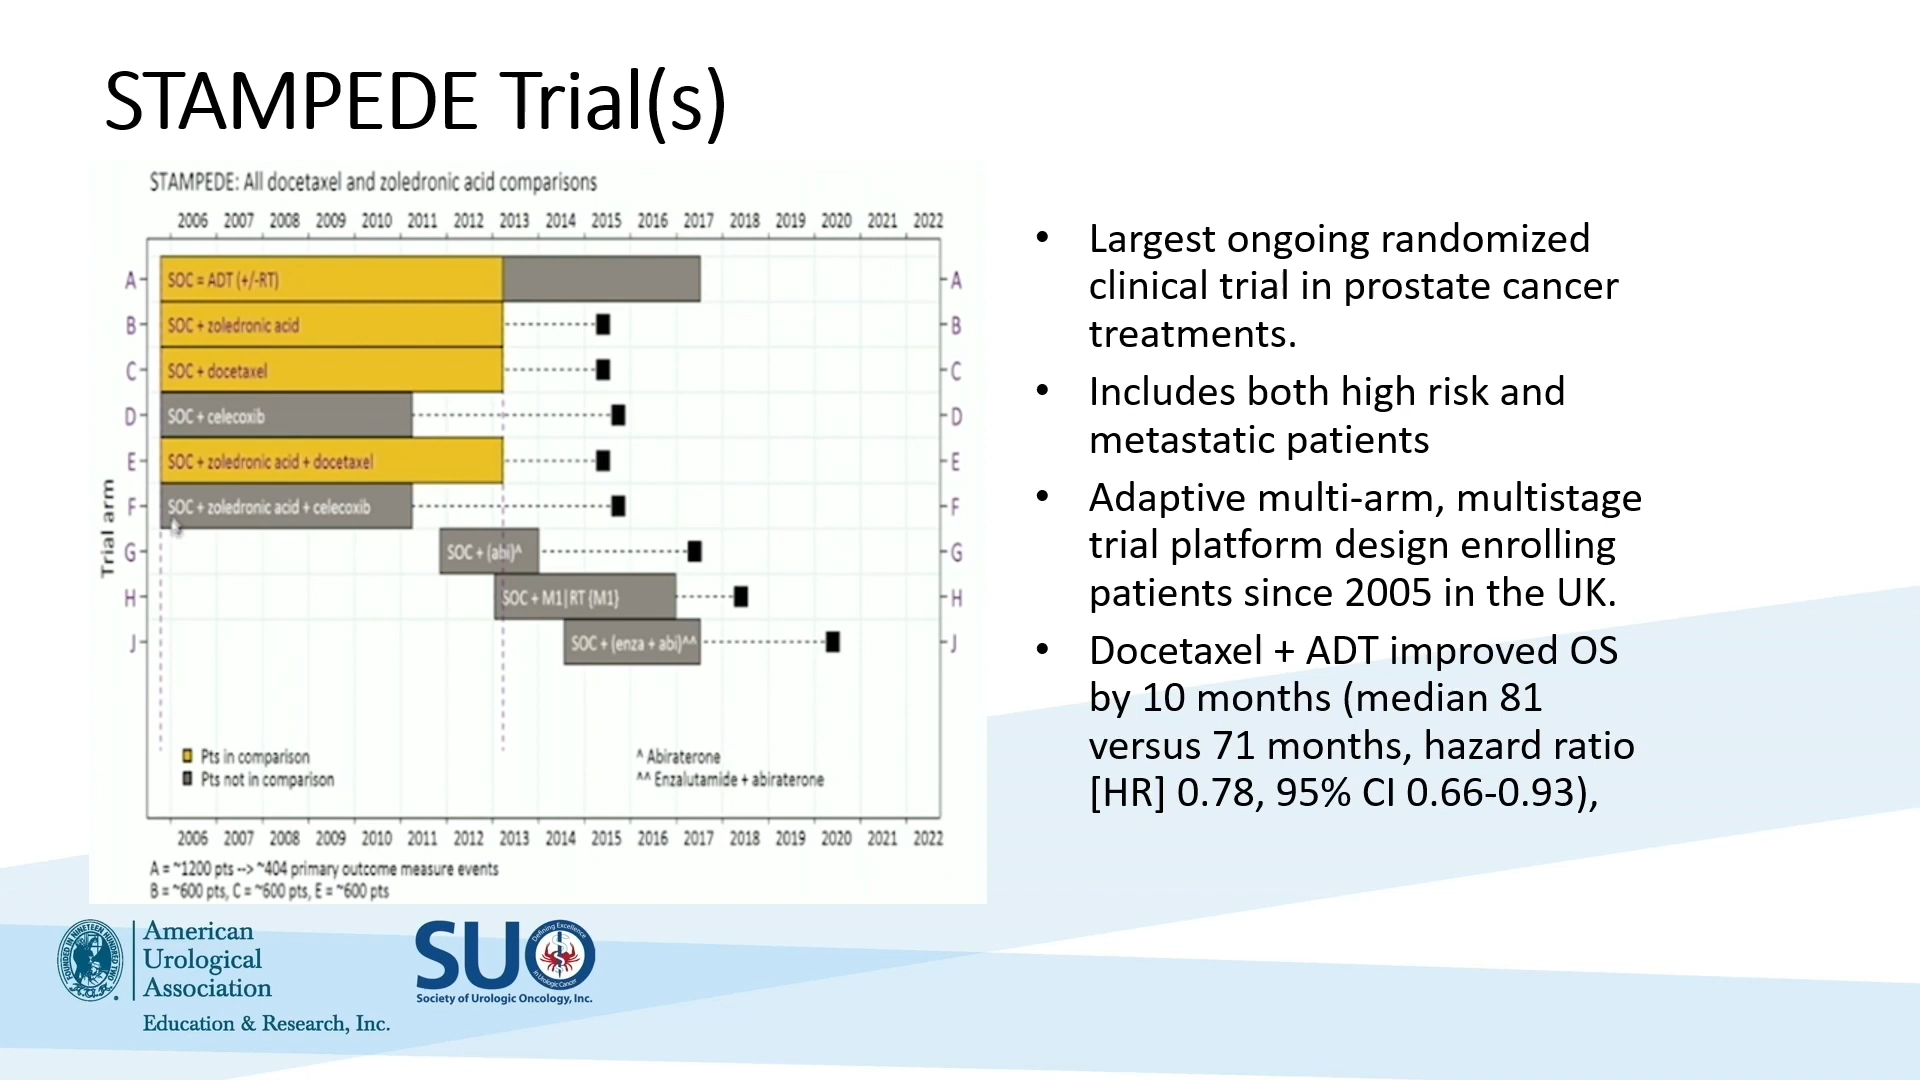 STAMPEDE Trial(s)
STAMPEDE: All docetaxel and zoledronic acid comparisons
2006 2007 2008 2009 2010 2011 2012 2013 2014 2015 2016 2017 2018 2019 2020 2021 2022
Trial arm
A SOC = ADT (+/-RT) A
B SOC + zoledronic acid B
C SOC + docetaxel C
D SOC + celecoxib D
E SOC + zoledronic acid + docetaxel E
F SOC + zoledronic acid + celecoxib F
G SOC + (abi)^ G
H SOC + M1|RT {M1} H
J SOC + (enza + abi)^^ J
Pts in comparison
Pts not in comparison
^ Abiraterone
^^ Enzalutamide + abiraterone
2006 2007 2008 2009 2010 2011 2012 2013 2014 2015 2016 2017 2018 2019 2020 2021 2022
A = ~1200 pts --> ~404 primary outcome measure events
B = ~600 pts, C = ~600 pts, E = ~600 pts
• Largest ongoing randomized
clinical trial in prostate cancer
treatments.
• Includes both high risk and
metastatic patients
• Adaptive multi-arm, multistage
trial platform design enrolling
patients since 2005 in the UK.
• Docetaxel + ADT improved OS
by 10 months (median 81
versus 71 months, hazard ratio
[HR] 0.78, 95% CI 0.66-0.93),
American
Urological
Association
Education & Research, Inc.
SUO
Defining Excellence
in Urologic Cancer
Society of Urologic Oncology, Inc.